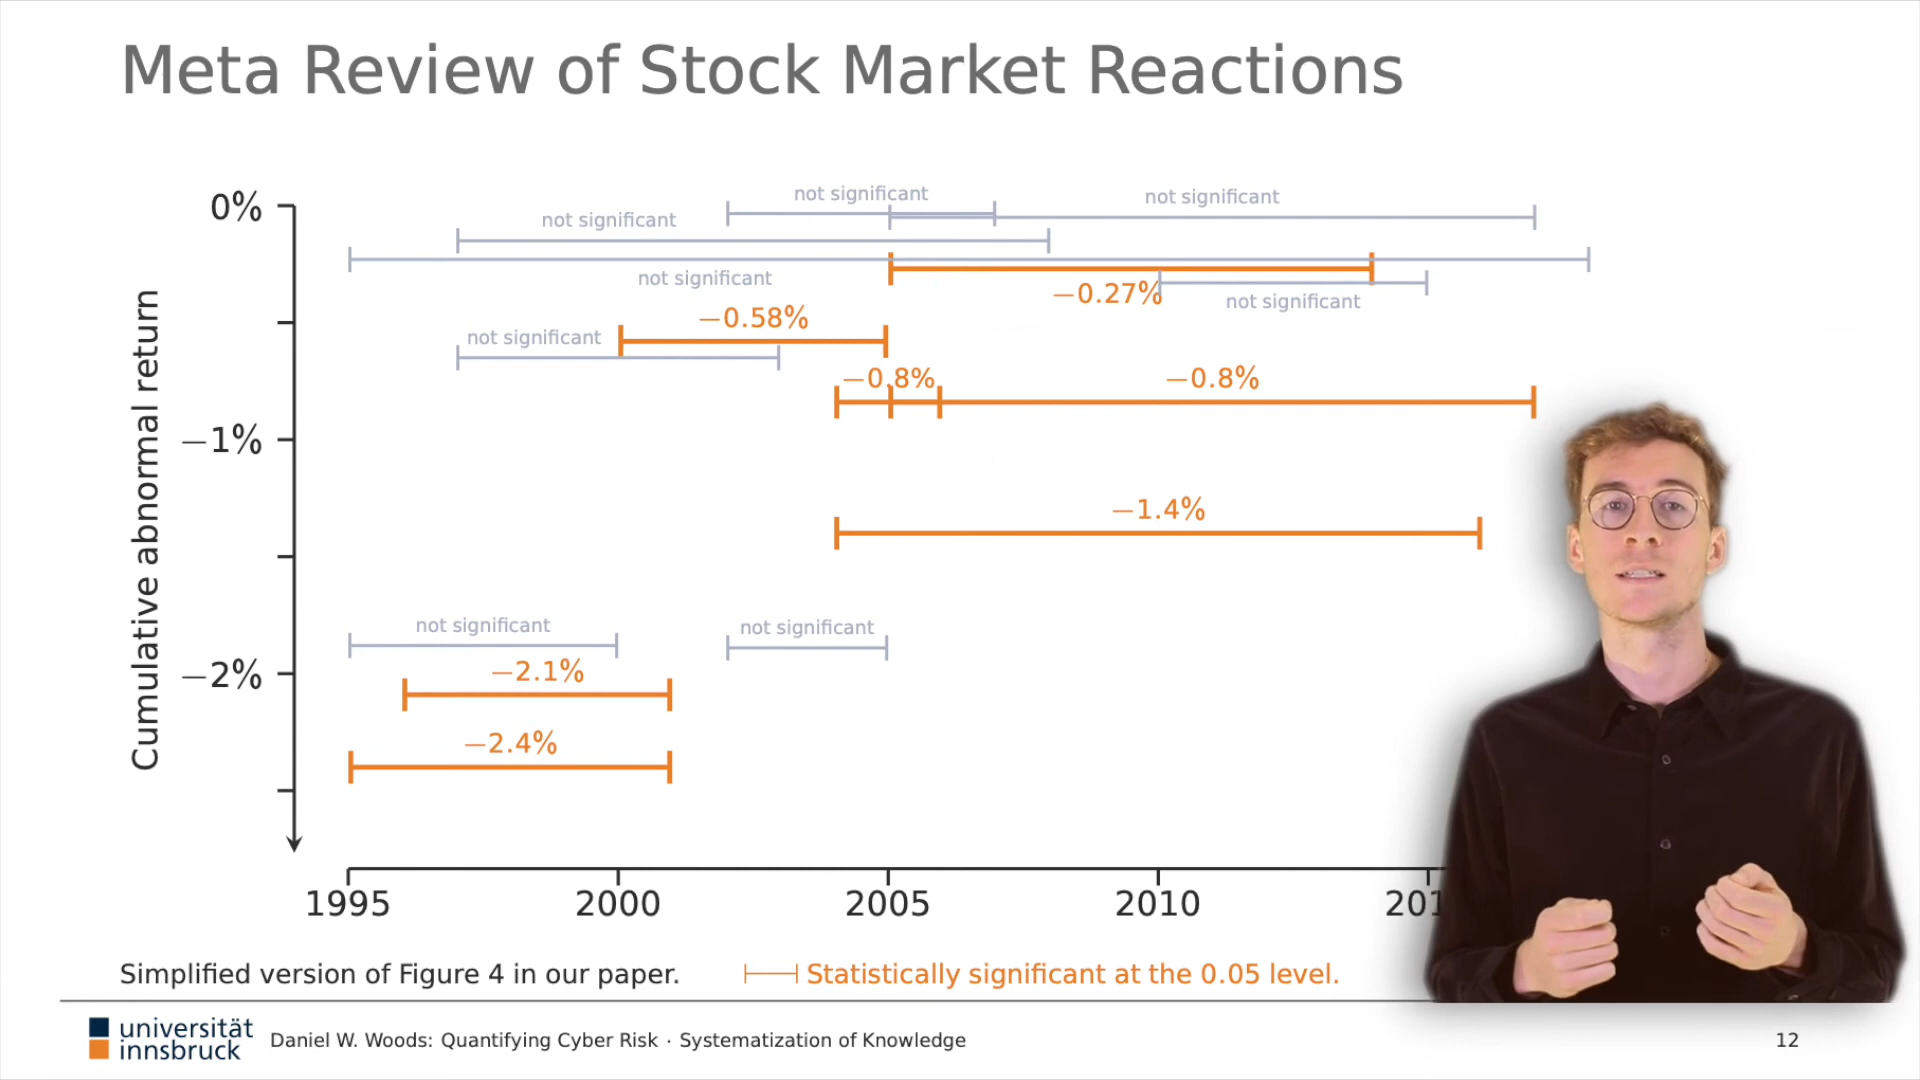 Meta Review of Stock Market Reactions
not significant
not significant
0%
not significant
not significant
−0.27%
not significant
−0.58%
not significant
−0.8%
−0.8%
−1%
−1.4%
not significant
not significant
−2%
−2.1%
−2.4%
Cumulative abnormal return
1995 2000 2005 2010 201
Simplified version of Figure 4 in our paper. Statistically significant at the 0.05 level.
universität
innsbruck
Daniel W. Woods: Quantifying Cyber Risk · Systematization of Knowledge
12